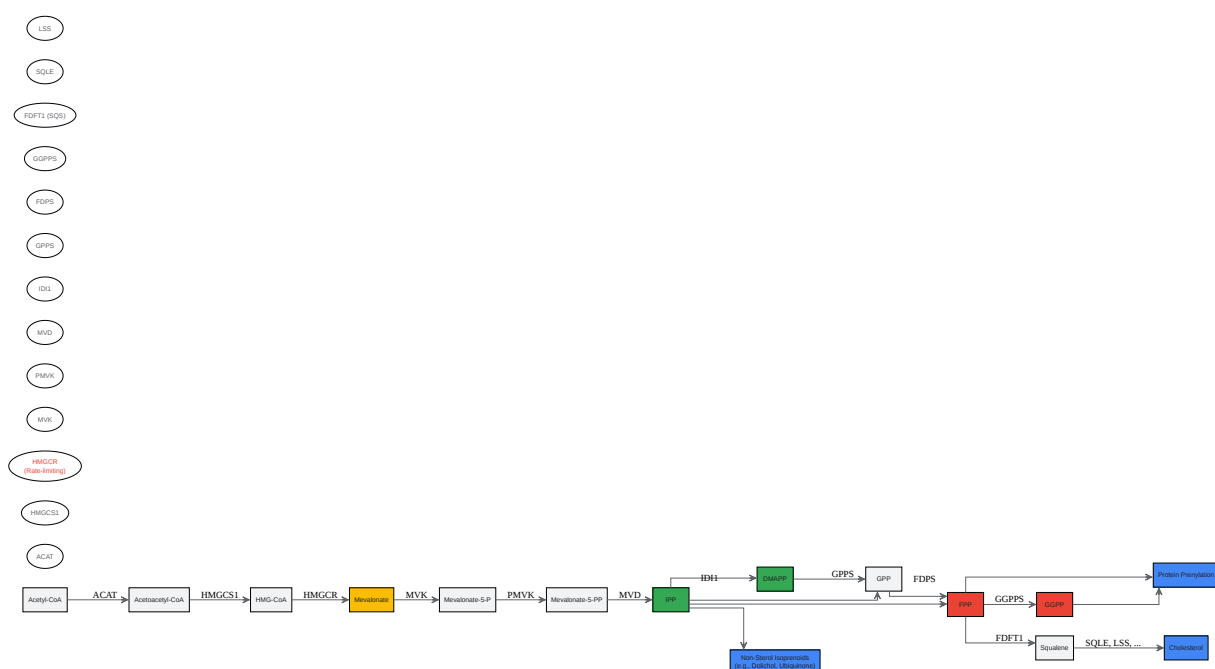 LSS
SQLE
FDFT1 (SQS)
GGPPS
FDPS
GPPS
IDI1
MVD
PMVK
MVK
HMGCR
(Rate-limiting)
HMGCS1
ACAT
Acetyl-CoA
ACAT
Acetoacetyl-CoA
HMGCS1
HMG-CoA
HMGCR
Mevalonate
MVK
Mevalonate-5-P
PMVK
Mevalonate-5-PP
MVD
IPP
IDI1
DMAPP
GPPS
GPP
FDPS
FPP
GGPPS
GGPP
Protein Prenylation
FDFT1
Squalene
SQLE, LSS, ...
Cholesterol
Non-Sterol Isoprenoids
(e.g., Dolichol, Ubiquinone)